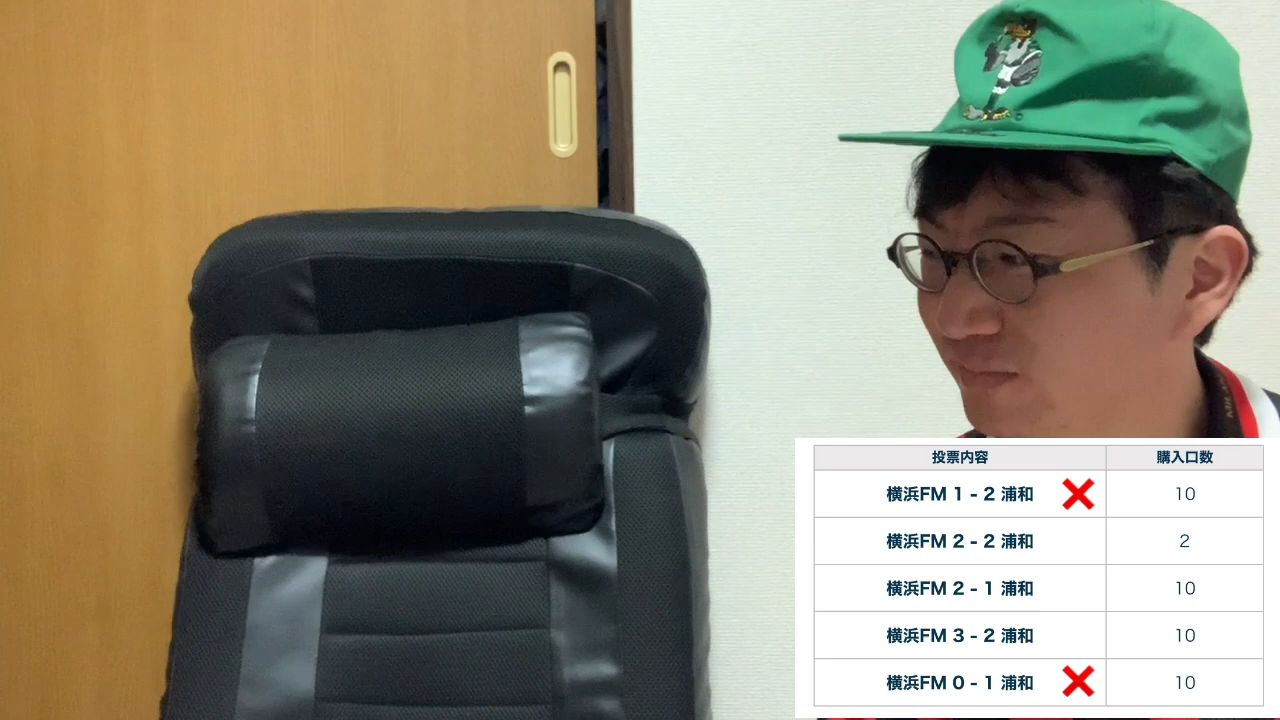 投票内容 購入口数
横浜FM 1 - 2 浦和 10
横浜FM 2 - 2 浦和 2
横浜FM 2 - 1 浦和 10
横浜FM 3 - 2 浦和 10
横浜FM 0 - 1 浦和 10